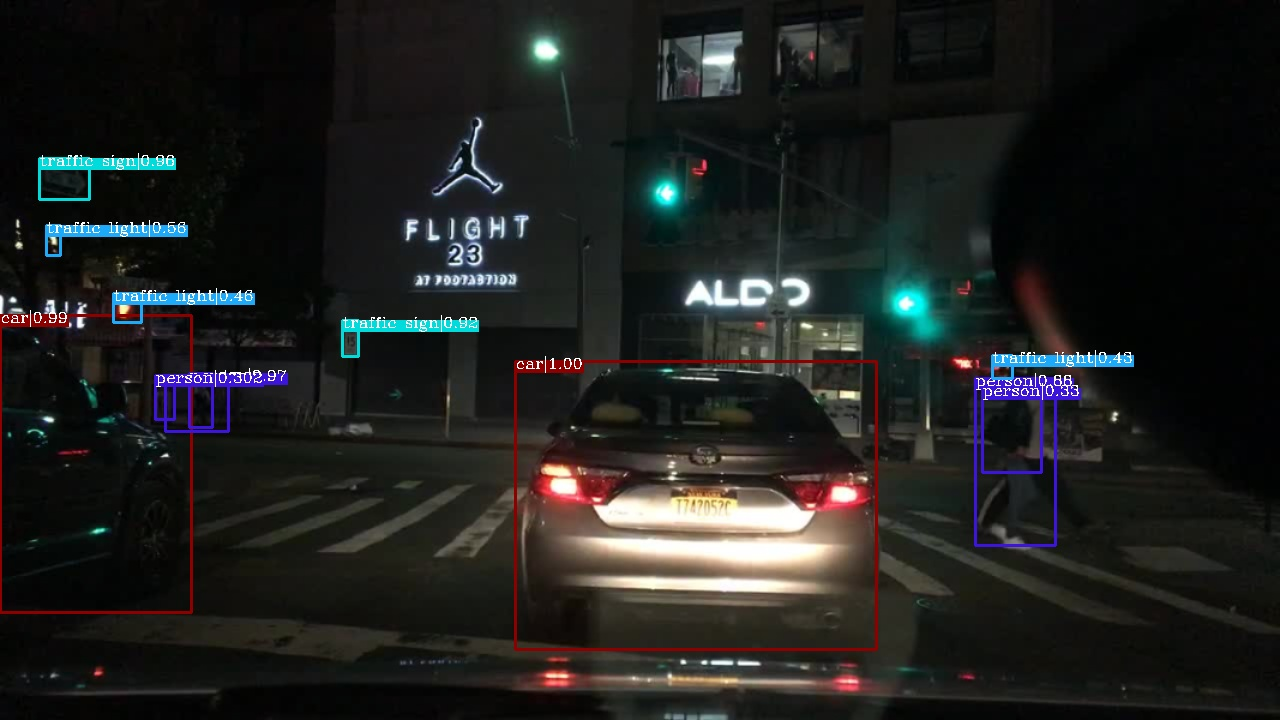 traffic sign|0.96
traffic light|0.56
FLIGHT
23
AT FOOTACTION
ALDO
traffic light|0.46
car|0.99
traffic sign|0.92
traffic light|0.43
car|1.00
person|0.88
person|0.33
T742052C